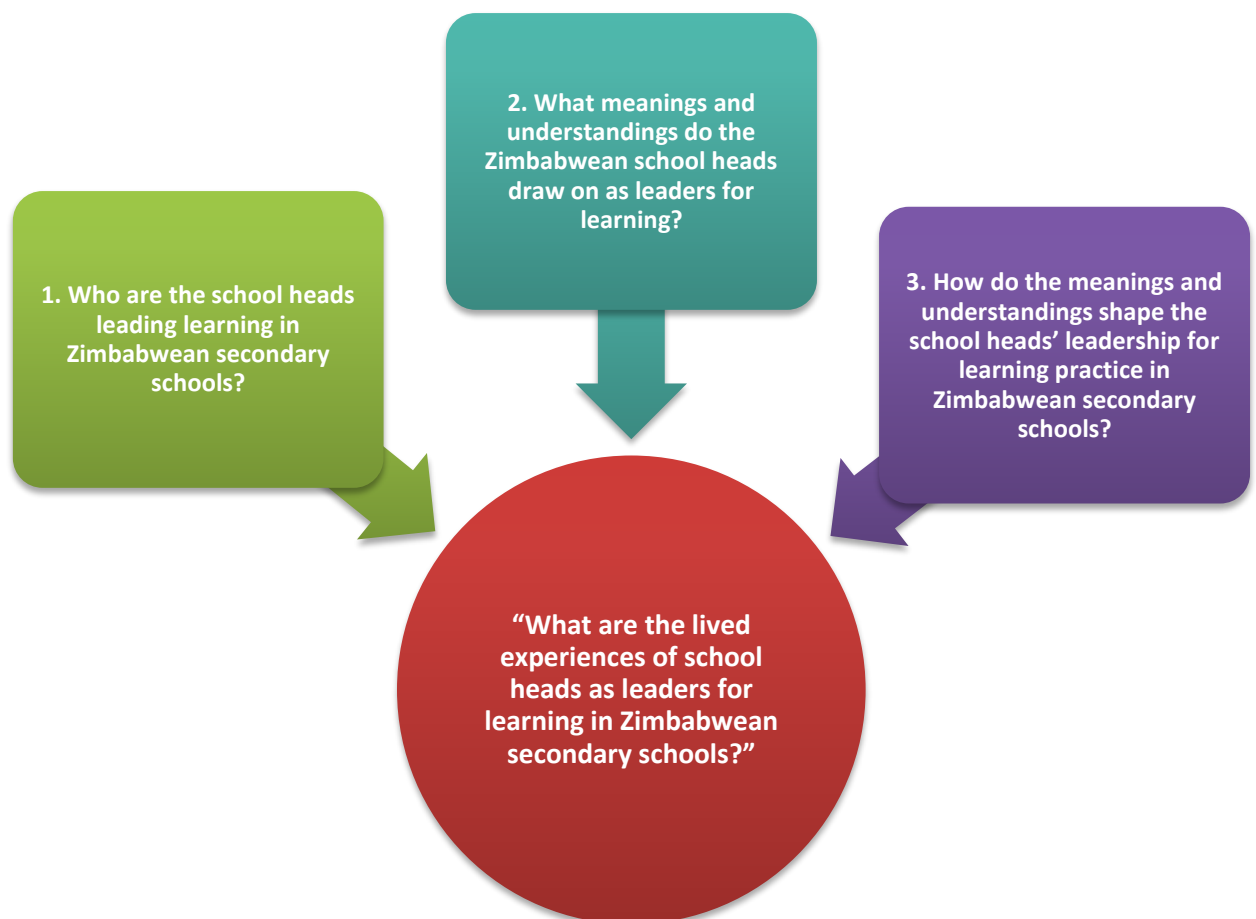 1. Who are the school heads
leading learning in
Zimbabwean secondary
schools?
2. What meanings and
understandings do the
Zimbabwean school heads
draw on as leaders for
learning?
3. How do the meanings and
understandings shape the
school heads’ leadership for
learning practice in
Zimbabwean secondary
schools?
“What are the lived
experiences of school
heads as leaders for
learning in Zimbabwean
secondary schools?”